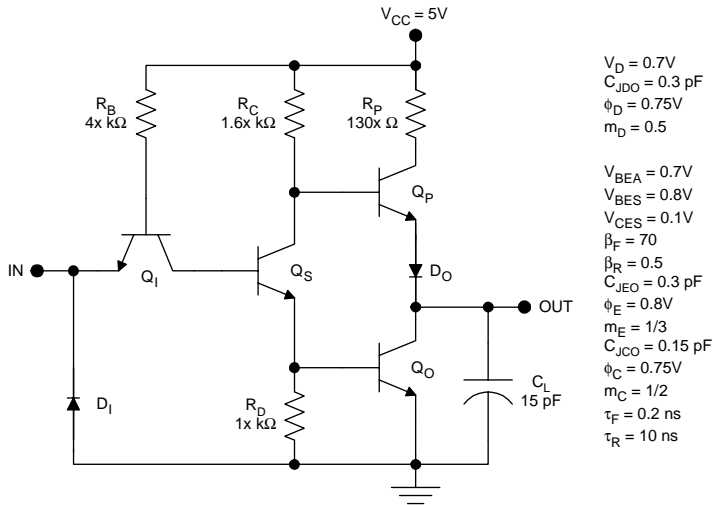 V_CC = 5V
R_B
4x kΩ
R_C
1.6x kΩ
R_P
130x Ω
Q_P
IN
Q_I
Q_S
D_O
OUT
D_I
R_D
1x kΩ
Q_O
C_L
15 pF
V_D = 0.7V
C_JDO = 0.3 pF
ϕ_D = 0.75V
m_D = 0.5
V_BEA = 0.7V
V_BES = 0.8V
V_CES = 0.1V
β_F = 70
β_R = 0.5
C_JEO = 0.3 pF
ϕ_E = 0.8V
m_E = 1/3
C_JCO = 0.15 pF
ϕ_C = 0.75V
m_C = 1/2
τ_F = 0.2 ns
τ_R = 10 ns